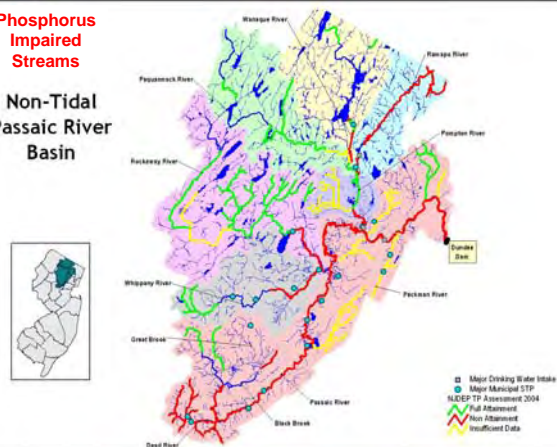 Phosphorus
Impaired
Streams
Non-Tidal
Passaic River
Basin
Wanaque River
Ramapo River
Pequannock River
Pompton River
Rockaway River
Dundee
Dam
Whippany River
Peckman River
Great Brook
Passaic River
Black Brook
Dead River
Major Drinking Water Intake
Major Municipal STP
NJDEP TP Assessment 2004
Full Attainment
Non Attainment
Insufficient Data